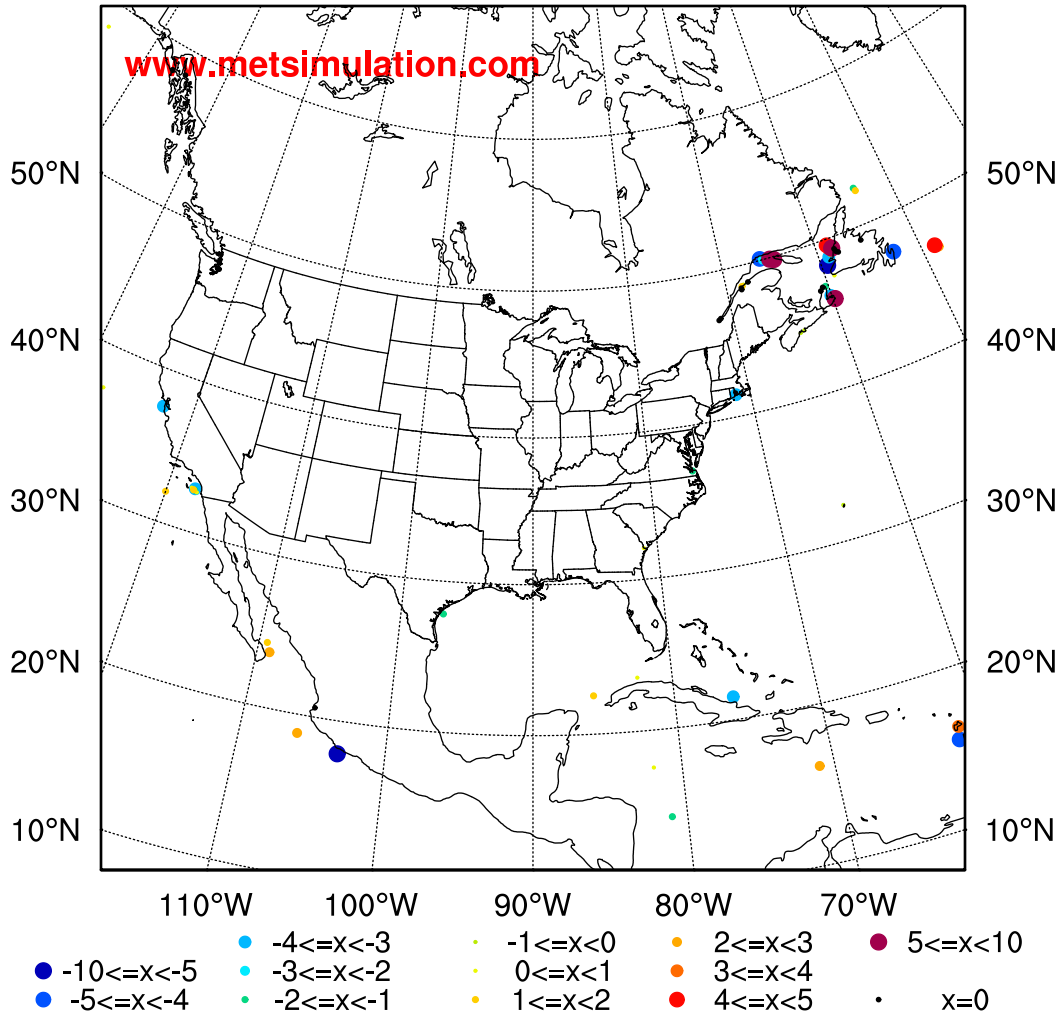 www.metsimulation.com
50°N 50°N
40°N 40°N
30°N 30°N
20°N 20°N
10°N 10°N
110°W 100°W 90°W 80°W 70°W
-4<=x<-3 -1<=x<0 2<=x<3 5<=x<10
-10<=x<-5 -3<=x<-2 0<=x<1 3<=x<4
-5<=x<-4 -2<=x<-1 1<=x<2 4<=x<5 x=0